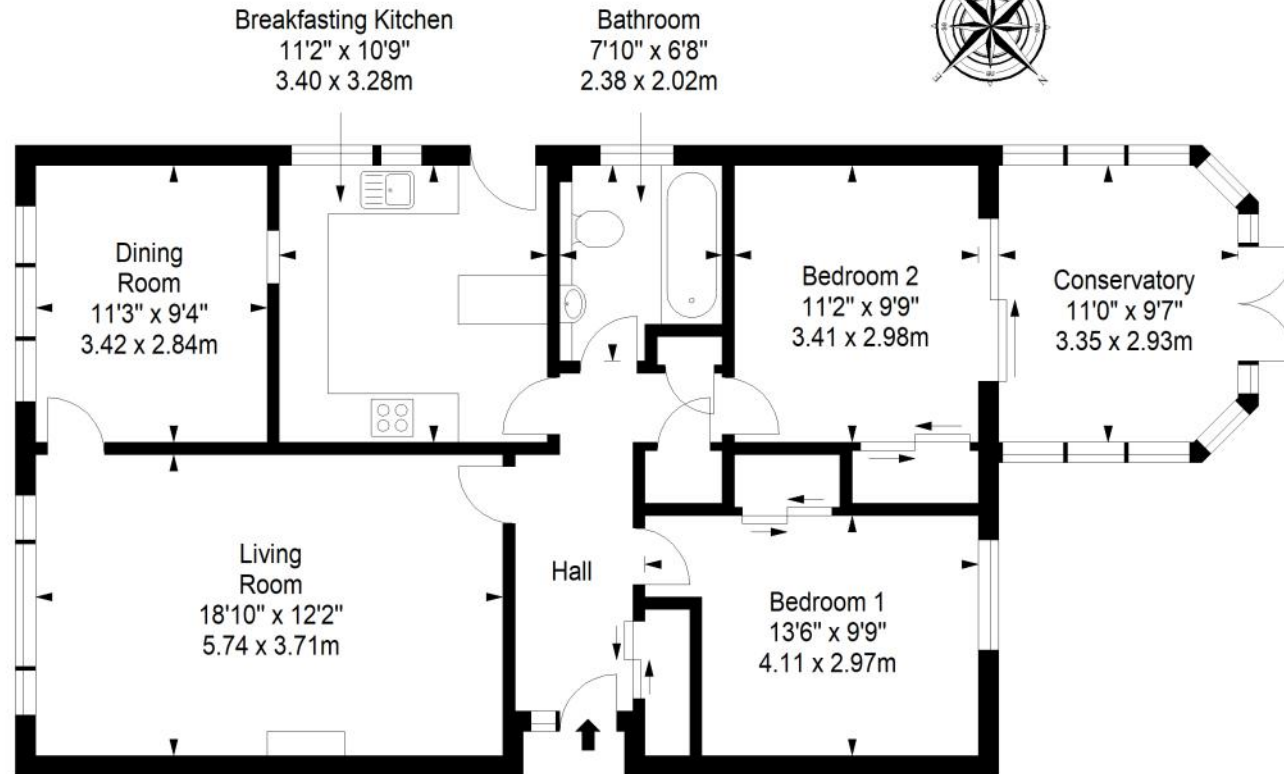 Breakfasting Kitchen
11'2" x 10'9"
3.40 x 3.28m
Bathroom
7'10" x 6'8"
2.38 x 2.02m
Dining
Room
11'3" x 9'4"
3.42 x 2.84m
Bedroom 2
11'2" x 9'9"
3.41 x 2.98m
Conservatory
11'0" x 9'7"
3.35 x 2.93m
Living
Room
18'10" x 12'2"
5.74 x 3.71m
Hall
Bedroom 1
13'6" x 9'9"
4.11 x 2.97m